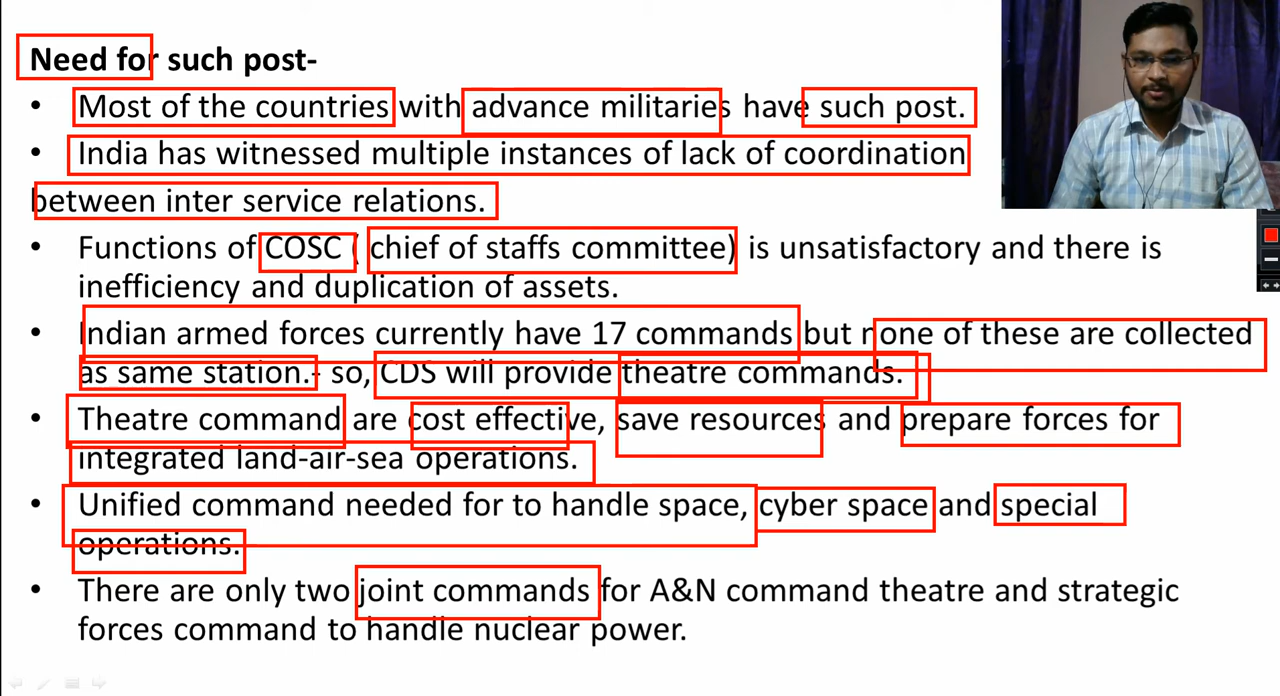 Need for such post-
• Most of the countries with advance militaries have such post.
• India has witnessed multiple instances of lack of coordination
between inter service relations.
• Functions of COSC ( chief of staffs committee) is unsatisfactory and there is
inefficiency and duplication of assets.
• Indian armed forces currently have 17 commands but none of these are collected
as same station.- so, CDS will provide theatre commands.
• Theatre command are cost effective, save resources and prepare forces for
integrated land-air-sea operations.
• Unified command needed for to handle space, cyber space and special
operations.
• There are only two joint commands for A&N command theatre and strategic
forces command to handle nuclear power.